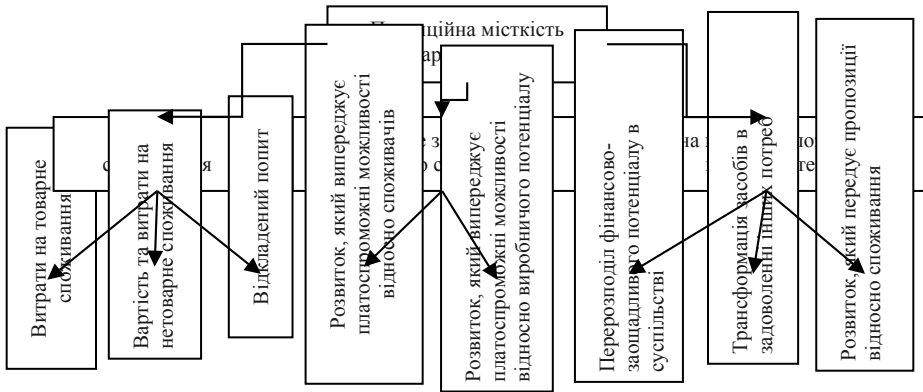 ційна місткість
Витрати на товарне
споживання
Вартість та витрати на
нетоварне споживання
Відкладений попит
Розвиток, який випереджує
платоспроможні можливості
відносно споживачів
Розвиток, який випереджує
платоспроможні можливості
відносно виробничого потенціалу
Перерозподіл фінансово-
заощадливого потенціалу в
суспільстві
Трансформація засобів в
задоволенні інших потреб
Розвиток, який передує пропозиції
відносно споживання